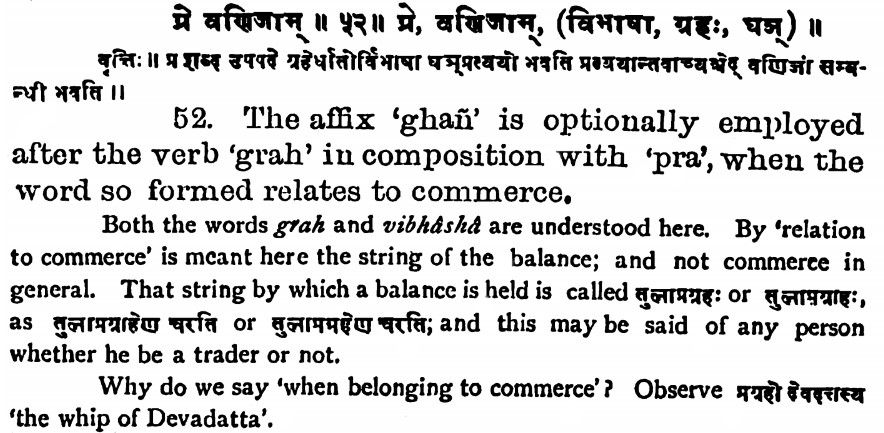 प्रे वणिजाम् ॥ ५२॥ प्रे, वणिजाम्, (विभाषा, ग्रहः, घञ्) ॥
वृत्तिः ॥ प्र शब्द उपपदे ग्रहेर्धातोर्विभाषा घञ्प्रत्ययो भवति प्रत्ययान्तवाच्यश्चेद् वणिजां सम्ब-
न्धी भवति ॥
52. The affix 'ghañ' is optionally employed
after the verb 'grah' in composition with 'pra', when the
word so formed relates to commerce.
Both the words grah and vibhâshâ are understood here. By 'relation
to commerce' is meant here the string of the balance; and not commerce in
general. That string by which a balance is held is called तुलाप्रग्रहः or तुलाप्रग्राहः,
as तुलाप्रग्राहेण चरति or तुलाप्रग्रहेण चरति; and this may be said of any person
whether he be a trader or not.
Why do we say 'when belonging to commerce'? Observe प्रग्रहो देवदत्तस्य
'the whip of Devadatta'.